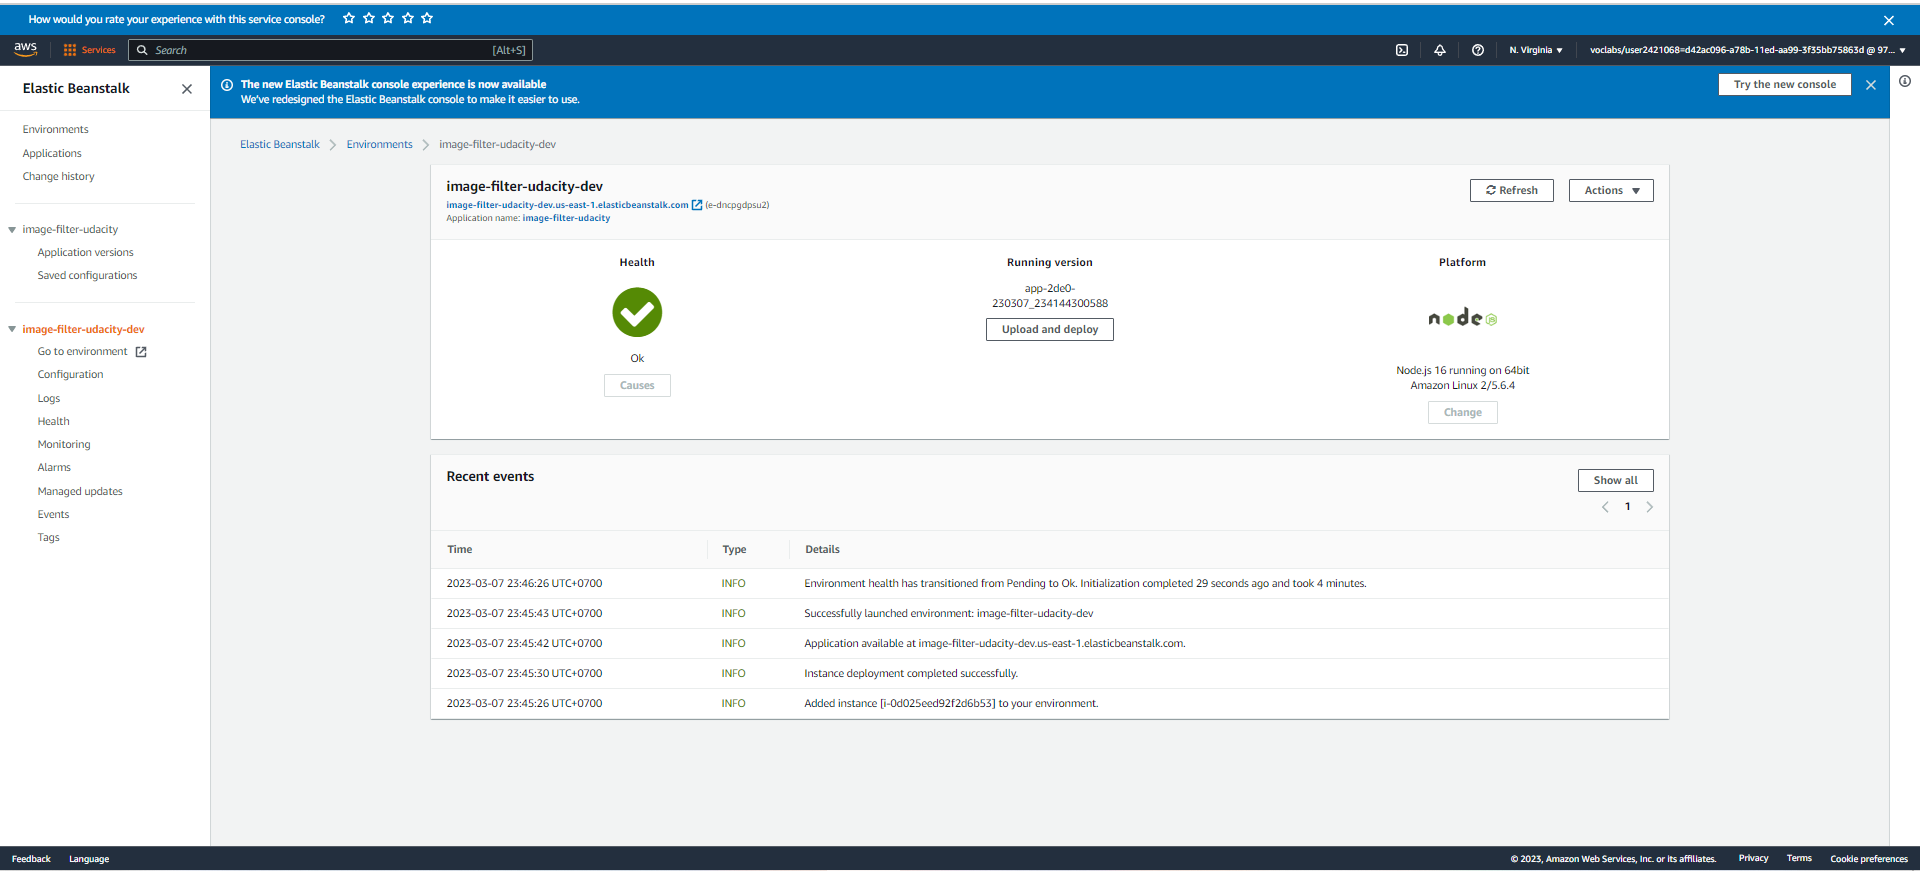 How would you rate your experience with this service console?
aws Services Search [Alt+S] N. Virginia voclabs/user2421068=d42ac096-a78b-11ed-aa99-3f35bb75863d @ 97...
Elastic Beanstalk
Environments
Applications
Change history
image-filter-udacity
Application versions
Saved configurations
image-filter-udacity-dev
Go to environment
Configuration
Logs
Health
Monitoring
Alarms
Managed updates
Events
Tags
The new Elastic Beanstalk console experience is now available
We've redesigned the Elastic Beanstalk console to make it easier to use.
Try the new console
Elastic Beanstalk Environments image-filter-udacity-dev
image-filter-udacity-dev
image-filter-udacity-dev.us-east-1.elasticbeanstalk.com (e-dncpgdpsu2)
Application name: image-filter-udacity
Refresh Actions
Health
Ok
Causes
Running version
app-2de0-
230307_234144300588
Upload and deploy
Platform
node JS
Node.js 16 running on 64bit
Amazon Linux 2/5.6.4
Change
Recent events
Show all
1
Time Type Details
2023-03-07 23:46:26 UTC+0700 INFO Environment health has transitioned from Pending to Ok. Initialization completed 29 seconds ago and took 4 minutes.
2023-03-07 23:45:43 UTC+0700 INFO Successfully launched environment: image-filter-udacity-dev
2023-03-07 23:45:42 UTC+0700 INFO Application available at image-filter-udacity-dev.us-east-1.elasticbeanstalk.com.
2023-03-07 23:45:30 UTC+0700 INFO Instance deployment completed successfully.
2023-03-07 23:45:26 UTC+0700 INFO Added instance [i-0d025eed92f2d6b53] to your environment.
Feedback Language © 2023, Amazon Web Services, Inc. or its affiliates. Privacy Terms Cookie preferences